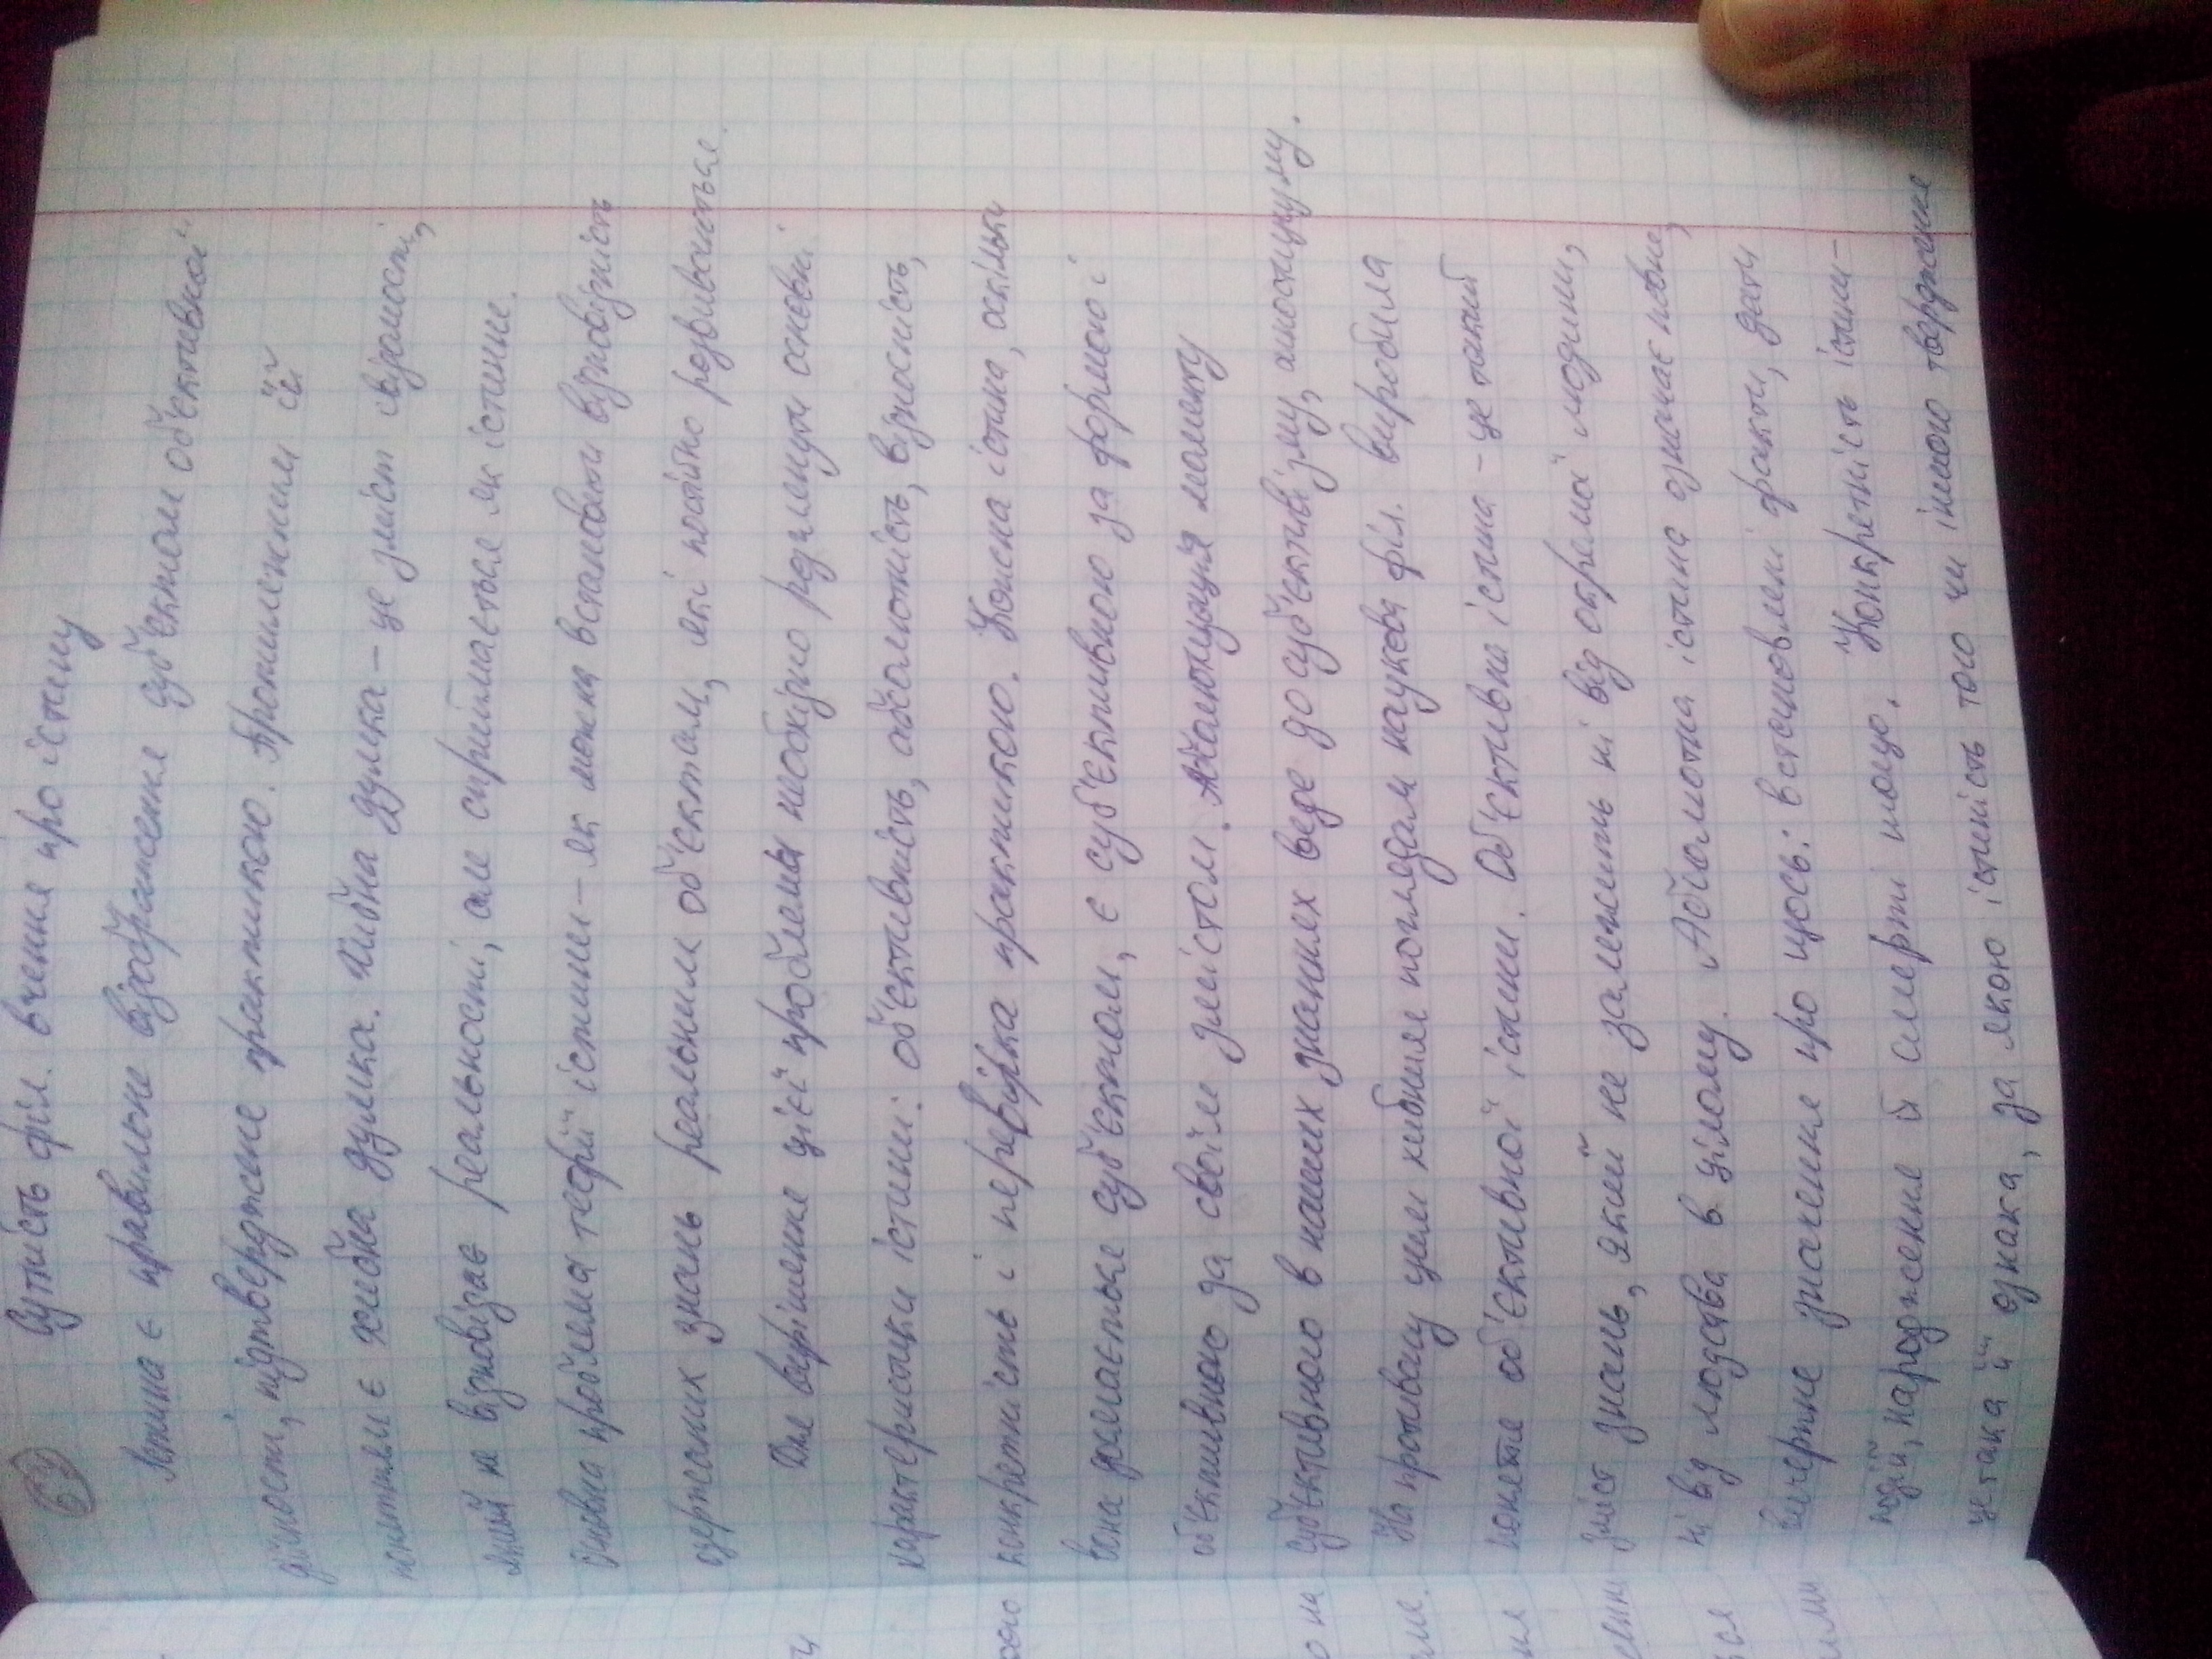 67 Сутність філ. вчення про істину
Істина є правильне відображення суб'єктом об'єктивної
дійсності, підтверджене практикою. Протилежним їй
поняттям є хибна думка. Хибна думка – це зміст свідомості,
який не відповідає реальності, але сприймається як істинне.
Основна проблема теорії істини – як можна встановити відповідність
одержаних знань реальним об'єктам, які постійно розвиваються.
Для вирішення цієї проблеми необхідно розглянути основні
характеристики істини: об'єктивність, абсолютність, відносність,
конкретність і перевірка практикою. Кожна істина, оскільки
вона досягається суб'єктом, є суб'єктивною за формою і
об'єктивною за своїм змістом. Абсолютизація моменту
суб'єктивного в наших знаннях веде до суб'єктивізму, агностицизму.
На противагу цим хибним поглядам наукова філ. виробила
поняття об'єктивної істини. Об'єктивна істина – це такий
зміст знань, який не залежить ні від окремої людини,
ні від людства в цілому. Абсолютна істина означає повне,
вичерпне значення про щось: встановлені факти, дати
подій, народження й смерті тощо. Конкретність істини –
це така її ознака, за якою істиність того чи іншого твердження